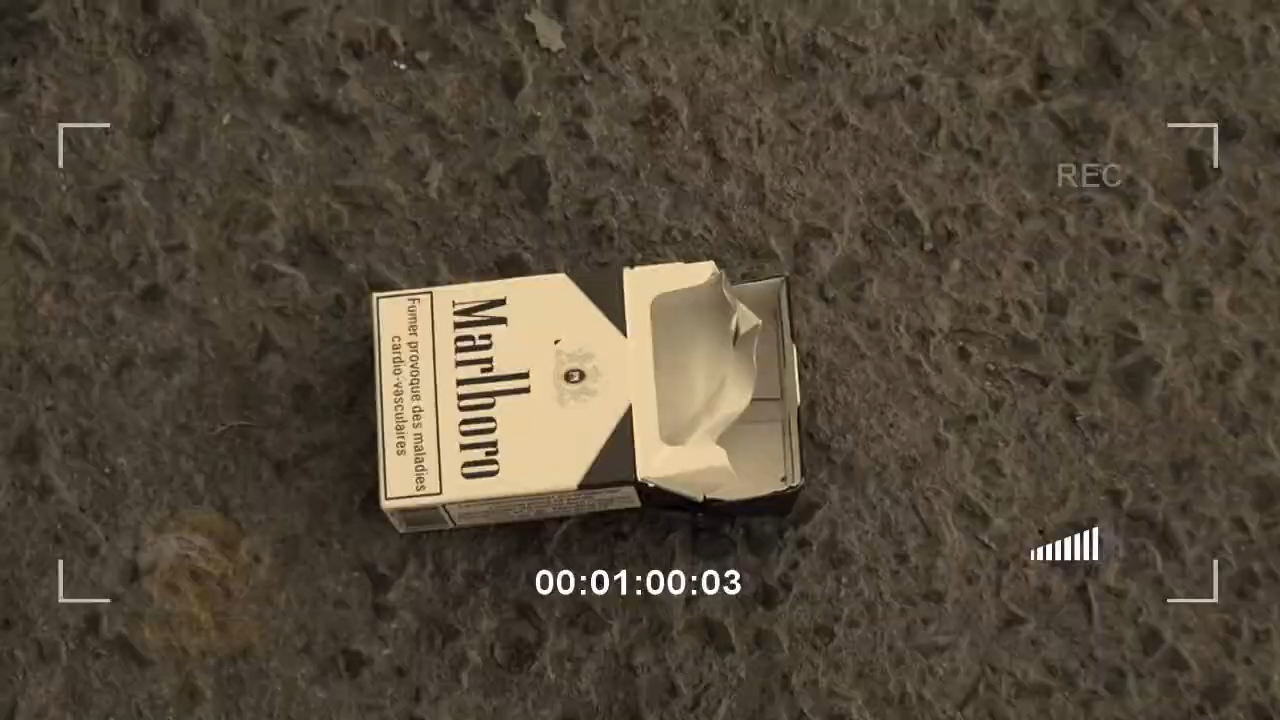 REC
Fumer provoque des maladies
cardio-vasculaires
Marlboro
00:01:00:03